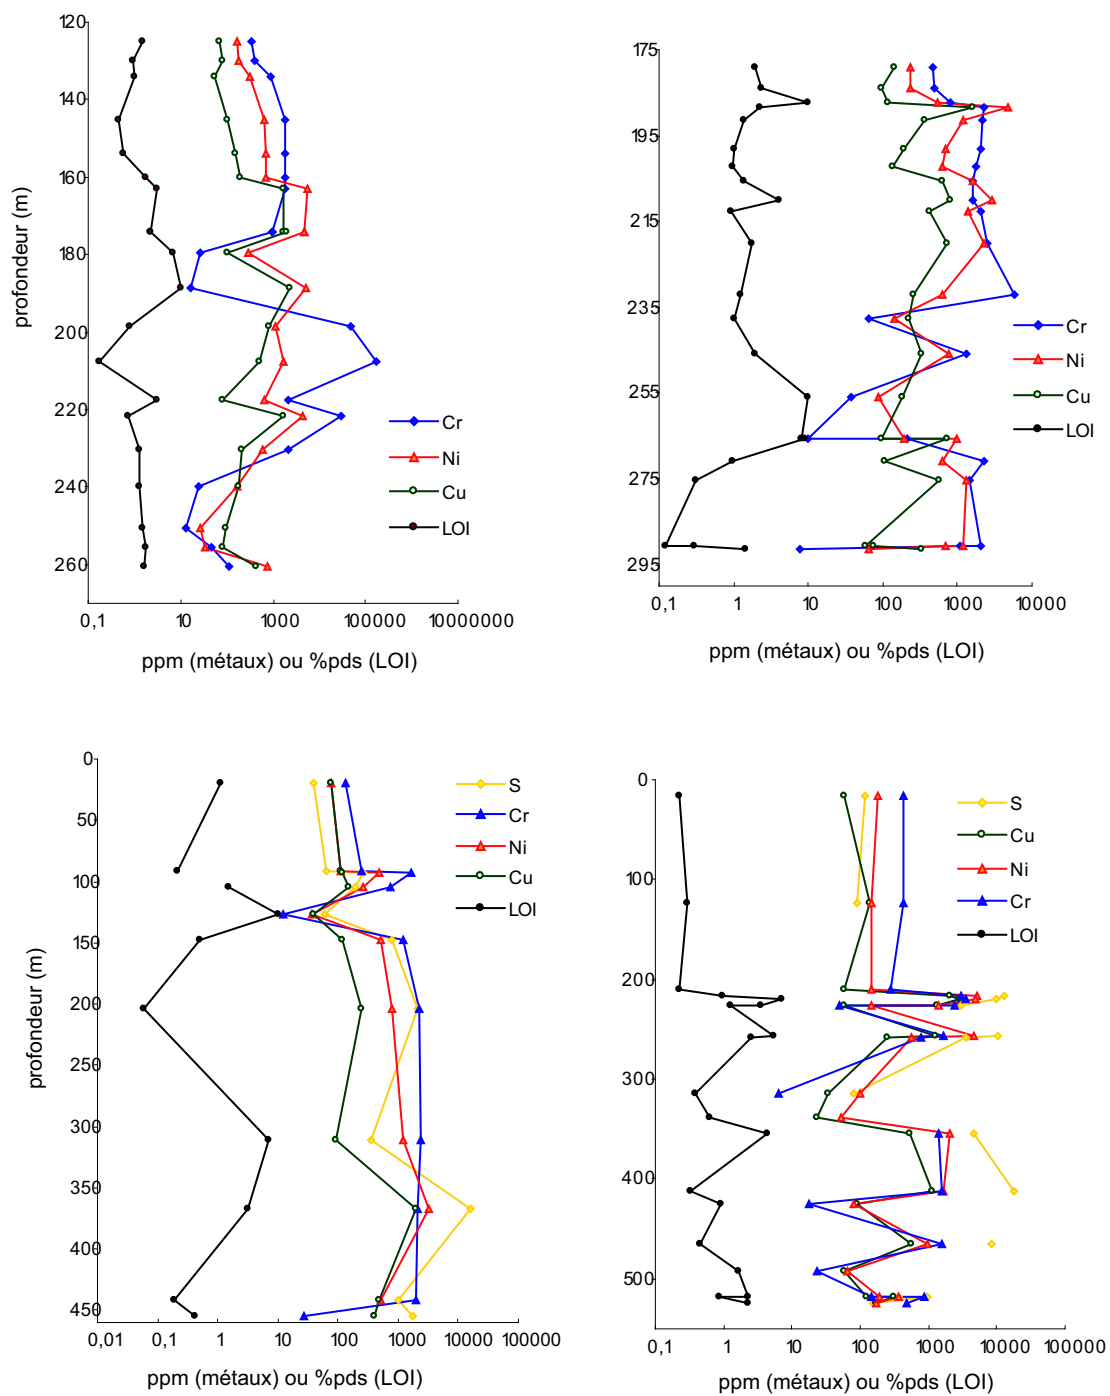 120
140
160
180
200
220
240
260
profondeur (m)
0,1 10 1000 100000 10000000
ppm (métaux) ou %pds (LOI)
Cr
Ni
Cu
LOI
175
195
215
235
255
275
295
0,1 1 10 100 1000 10000
ppm (métaux) ou %pds (LOI)
Cr
Ni
Cu
LOI
0
50
100
150
200
250
300
350
400
450
profondeur (m)
0,01 0,1 10 100 1000 10000 100000
ppm (métaux) ou %pds (LOI)
S
Cr
Ni
Cu
LOI
0
100
200
300
400
500
0,1 1 10 100 1000 10000 100000
ppm (métaux) ou %pds (LOI)
S
Cu
Ni
Cr
LOI